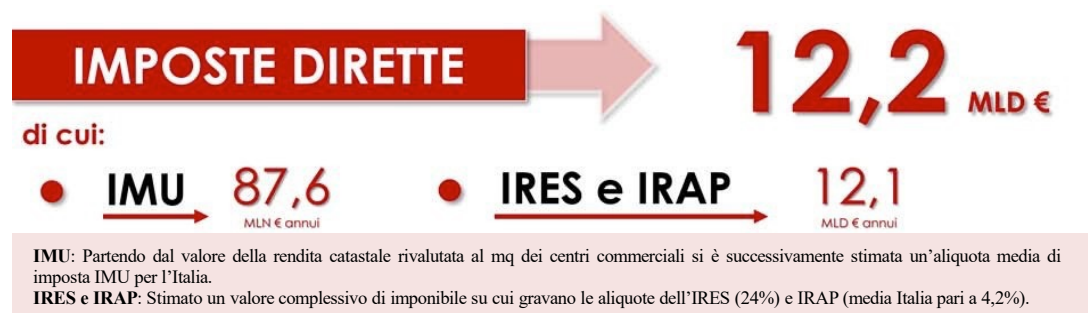 IMPOSTE DIRETTE
12,2 MLD €
di cui:
IMU 87,6
MLN € annui
IRES e IRAP 12,1
MLD € annui
IMU: Partendo dal valore della rendita catastale rivalutata al mq dei centri commerciali si è successivamente stimata un’aliquota media di
imposta IMU per l’Italia.
IRES e IRAP: Stimato un valore complessivo di imponibile su cui gravano le aliquote dell’IRES (24%) e IRAP (media Italia pari a 4,2%).